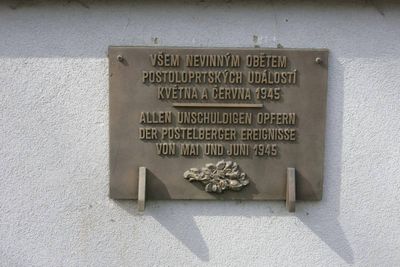 VŠEM NEVINNÝM OBĚTEM
POSTOLOPRTSKÝCH UDÁLOSTÍ
KVĚTNA A ČERVNA 1945
ALLEN UNSCHULDIGEN OPFERN
DER POSTELBERGER EREIGNISSE
VON MAI UND JUNI 1945